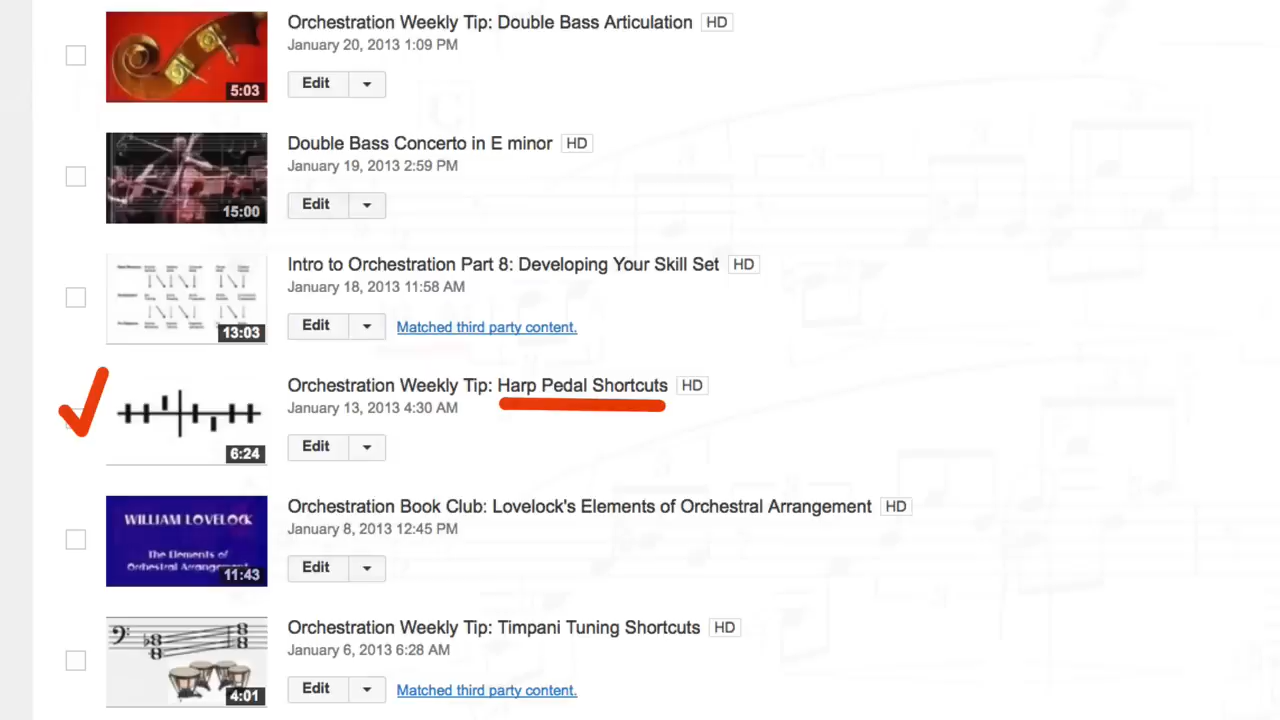 Orchestration Weekly Tip: Double Bass Articulation HD
January 20, 2013 1:09 PM
5:03
Edit
Double Bass Concerto in E minor HD
January 19, 2013 2:59 PM
15:00
Edit
Intro to Orchestration Part 8: Developing Your Skill Set HD
January 18, 2013 11:58 AM
13:03
Edit Matched third party content.
Orchestration Weekly Tip: Harp Pedal Shortcuts HD
January 13, 2013 4:30 AM
6:24
Edit
Orchestration Book Club: Lovelock's Elements of Orchestral Arrangement HD
January 8, 2013 12:45 PM
WILLIAM LOVELOCK
The Elements of
Orchestral Arrangement
11:43
Edit
Orchestration Weekly Tip: Timpani Tuning Shortcuts HD
January 6, 2013 6:28 AM
4:01
Edit Matched third party content.